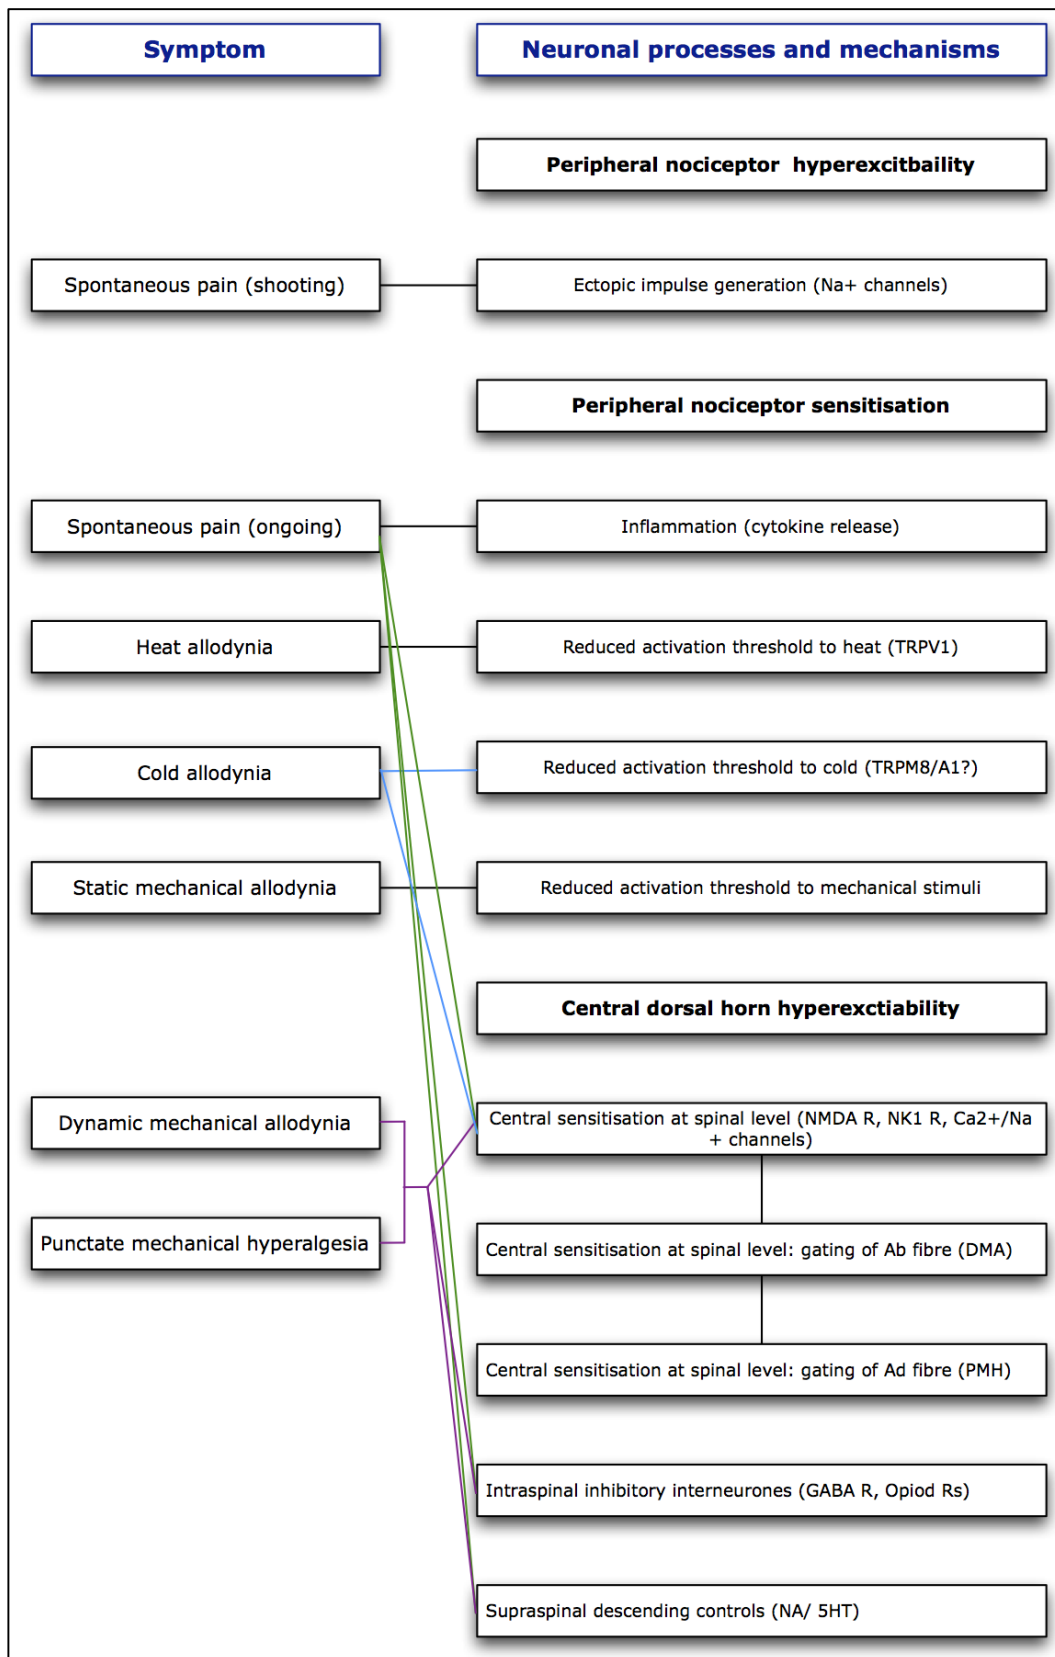 Symptom
Neuronal processes and mechanisms
Peripheral nociceptor  hyperexcitbaility
Spontaneous pain (shooting)
Ectopic impulse generation (Na+ channels)
Peripheral nociceptor sensitisation
Spontaneous pain (ongoing)
Inflammation (cytokine release)
Heat allodynia
Reduced activation threshold to heat (TRPV1)
Cold allodynia
Reduced activation threshold to cold (TRPM8/A1?)
Static mechanical allodynia
Reduced activation threshold to mechanical stimuli
Central dorsal horn hyperexctiability
Dynamic mechanical allodynia
Central sensitisation at spinal level (NMDA R, NK1 R, Ca2+/Na
+ channels)
Punctate mechanical hyperalgesia
Central sensitisation at spinal level: gating of Ab fibre (DMA)
Central sensitisation at spinal level: gating of Ad fibre (PMH)
Intraspinal inhibitory interneurones (GABA R, Opiod Rs)
Supraspinal descending controls (NA/ 5HT)